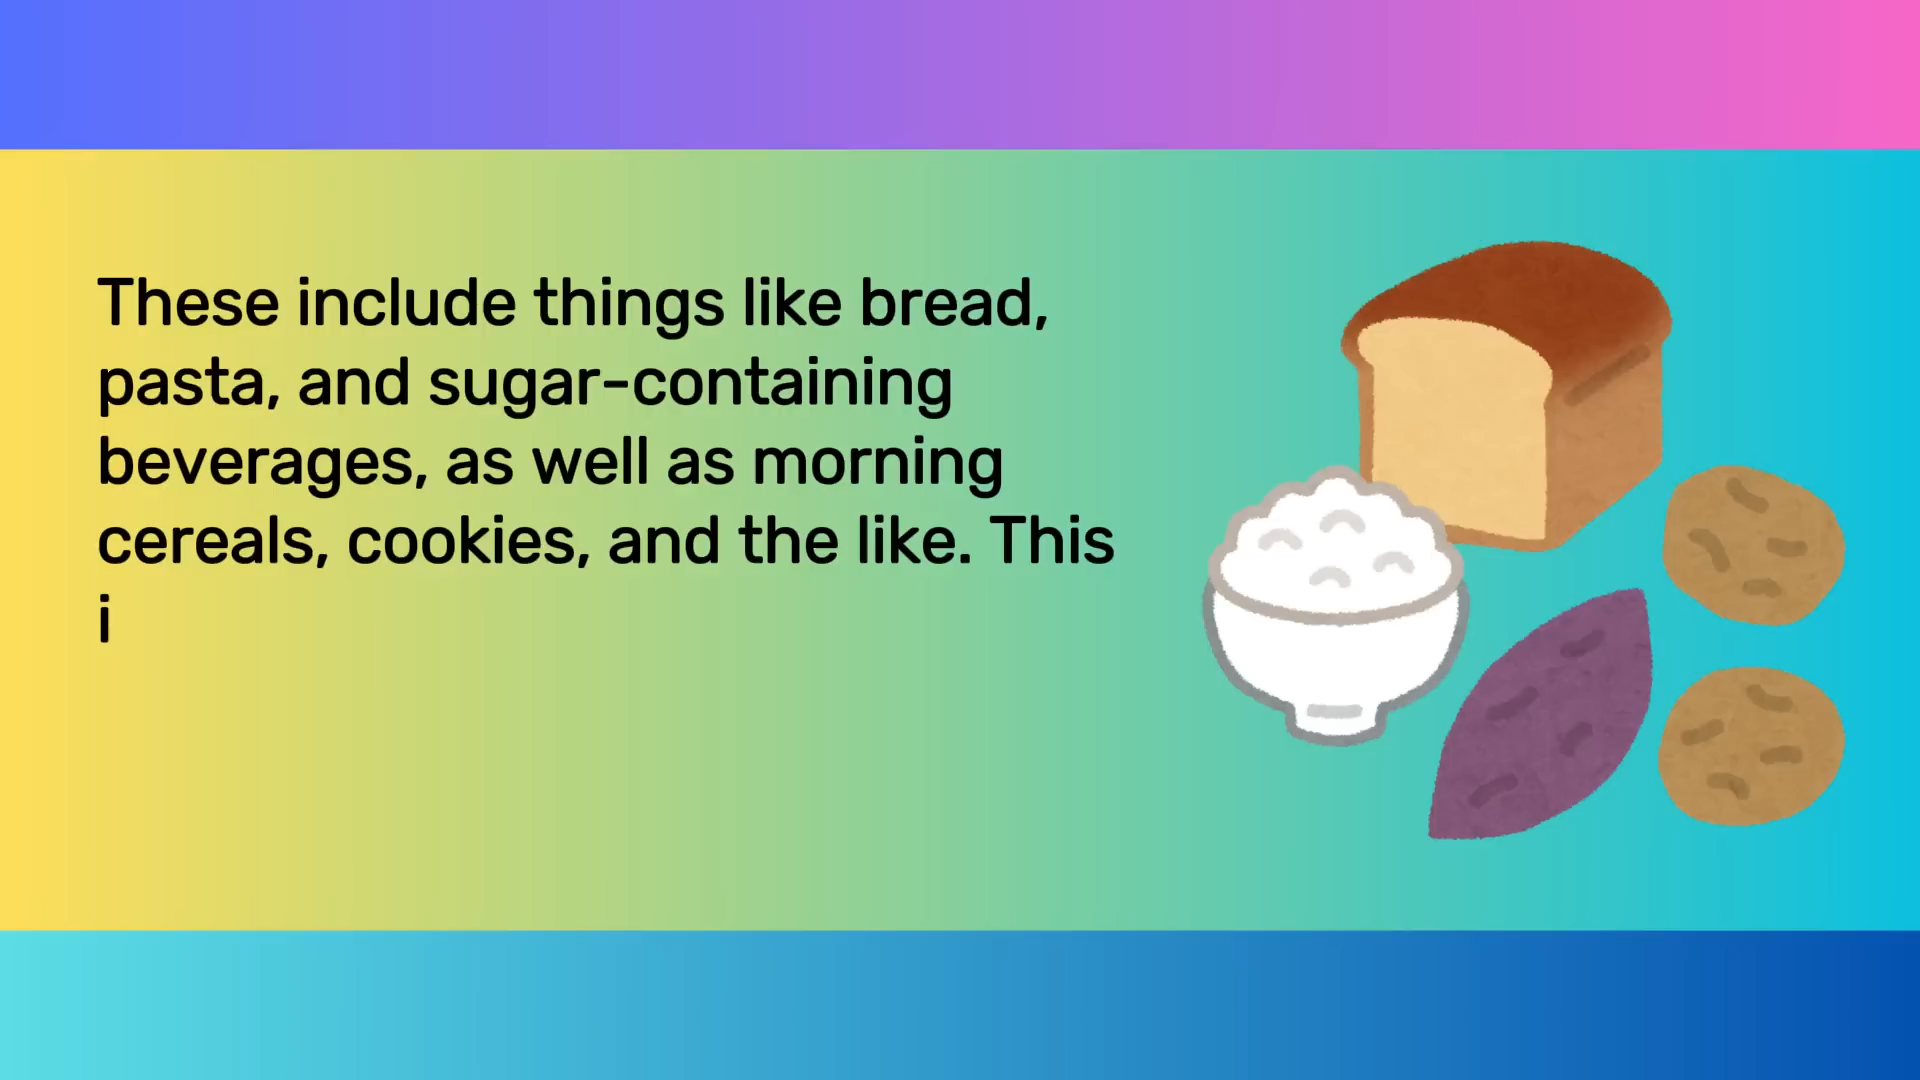 These include things like bread,
pasta, and sugar-containing
beverages, as well as morning
cereals, cookies, and the like. This
i